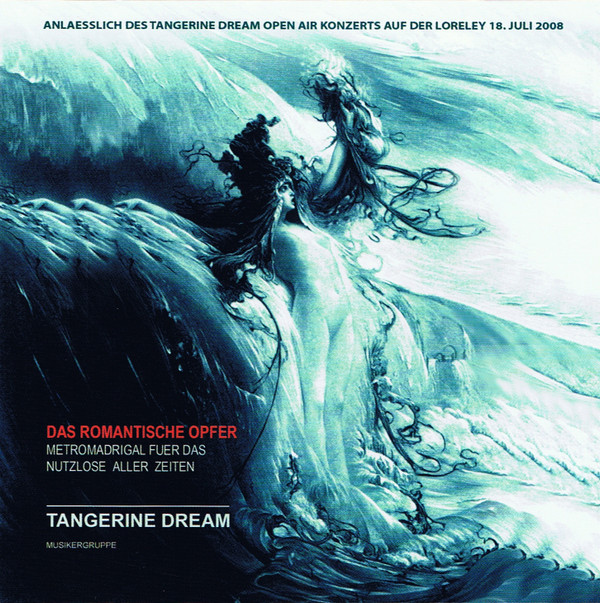 ANLAESSLICH DES TANGERINE DREAM OPEN AIR KONZERTS AUF DER LORELEY 18. JULI 2008
DAS ROMANTISCHE OPFER
METROMADRIGAL FUER DAS
NUTZLOSE ALLER ZEITEN
TANGERINE DREAM
MUSIKERGRUPPE